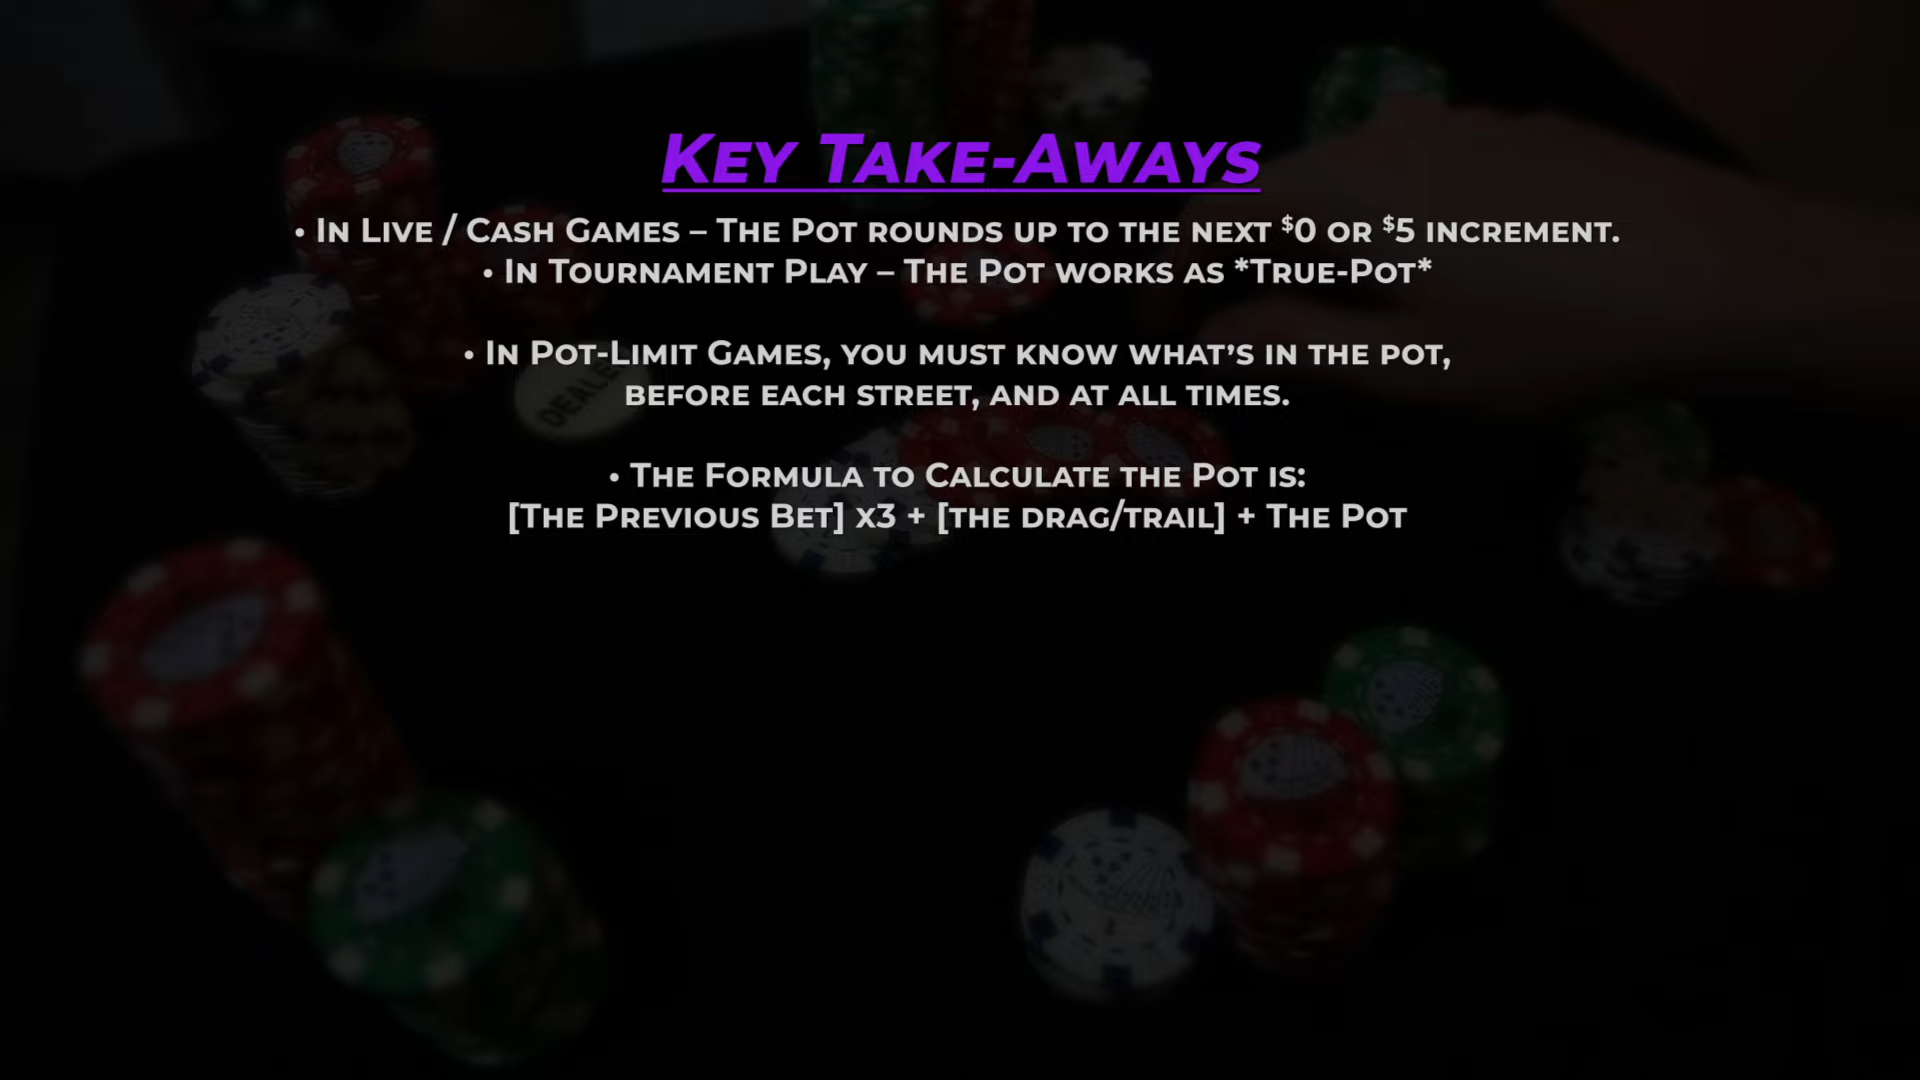 Key Take-Aways
• In Live / Cash Games – The Pot rounds up to the next $0 or $5 increment.
• In Tournament Play – The Pot works as *True-Pot*
• In Pot-Limit Games, you must know what's in the pot,
before each street, and at all times.
• The Formula to Calculate the Pot is:
[The Previous Bet] x3 + [the drag/trail] + The Pot
DEALER